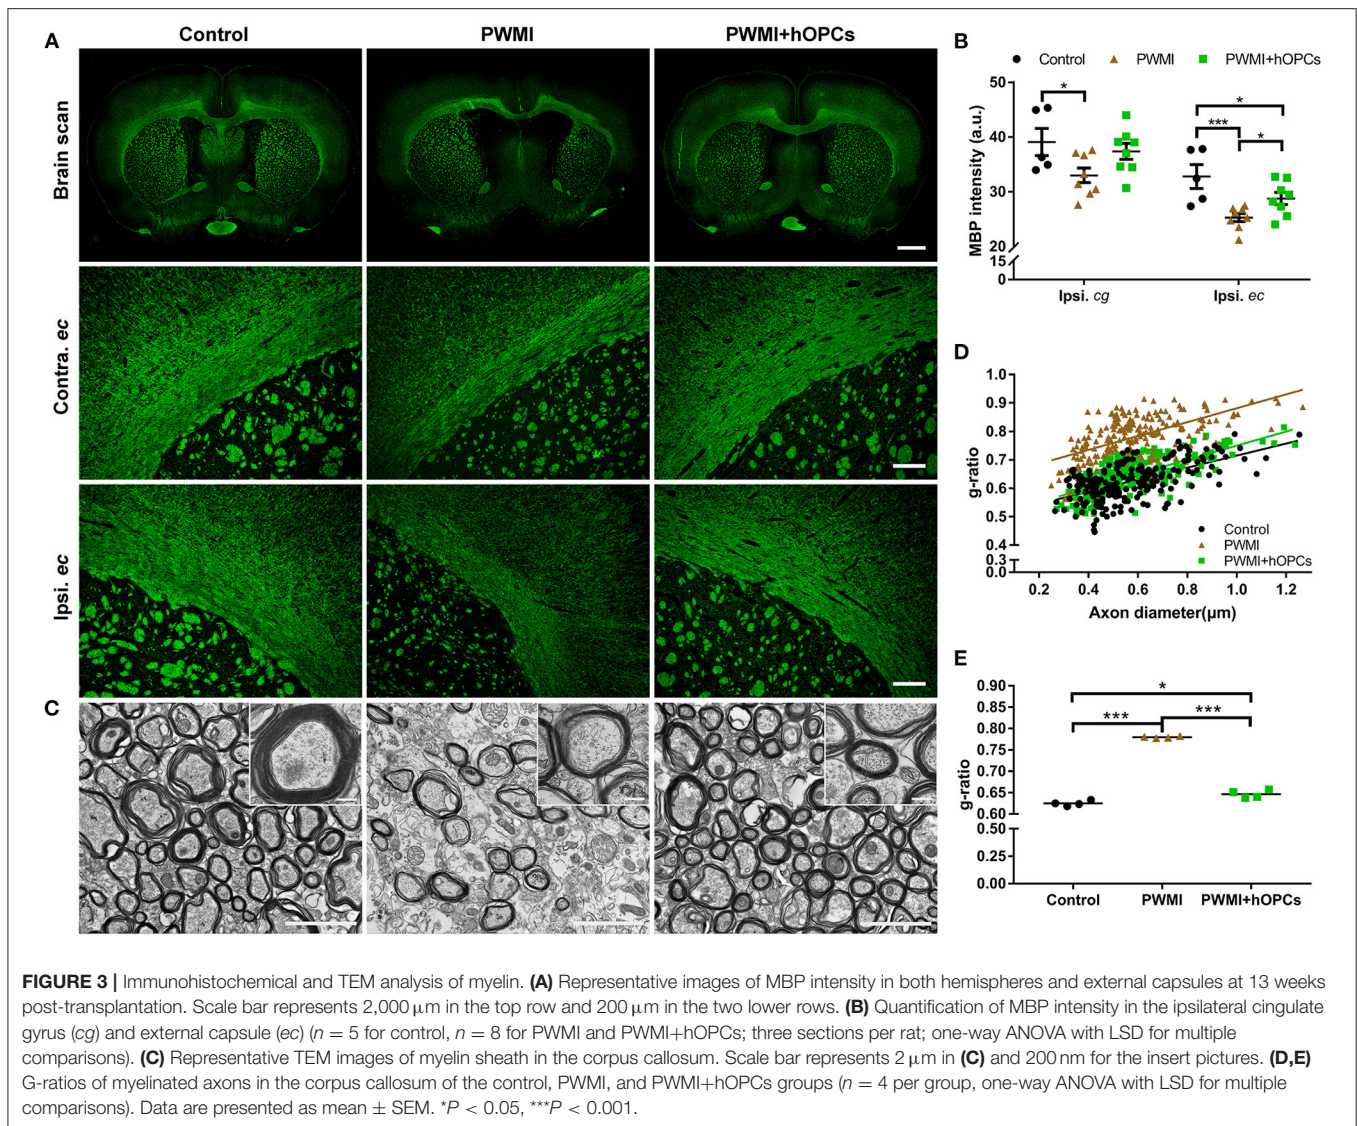 A
Control
PWMI
PWMI+hOPCs
Brain scan
Contra. ec
Ipsi. ec
B
Control
PWMI
PWMI+hOPCs
MBP intensity (a.u.)
50
40
30
20
15
0
*
***
*
*
Ipsi. cg
Ipsi. ec
C
D
g-ratio
1.0
0.9
0.8
0.7
0.6
0.5
0.4
0.3
0.0
Control
PWMI
PWMI+hOPCs
0.2
0.4
0.6
0.8
1.0
1.2
Axon diameter(µm)
E
g-ratio
0.90
0.85
0.80
0.75
0.70
0.65
0.50
0.25
0.00
*
***
***
Control
PWMI
PWMI+hOPCs
FIGURE 3 | Immunohistochemical and TEM analysis of myelin. (A) Representative images of MBP intensity in both hemispheres and external capsules at 13 weeks
post-transplantation. Scale bar represents 2,000 µm in the top row and 200 µm in the two lower rows. (B) Quantification of MBP intensity in the ipsilateral cingulate
gyrus (cg) and external capsule (ec) (n = 5 for control, n = 8 for PWMI and PWMI+hOPCs; three sections per rat; one-way ANOVA with LSD for multiple
comparisons). (C) Representative TEM images of myelin sheath in the corpus callosum. Scale bar represents 2 µm in (C) and 200 nm for the insert pictures. (D,E)
G-ratios of myelinated axons in the corpus callosum of the control, PWMI, and PWMI+hOPCs groups (n = 4 per group, one-way ANOVA with LSD for multiple
comparisons). Data are presented as mean ± SEM. *P < 0.05, ***P < 0.001.